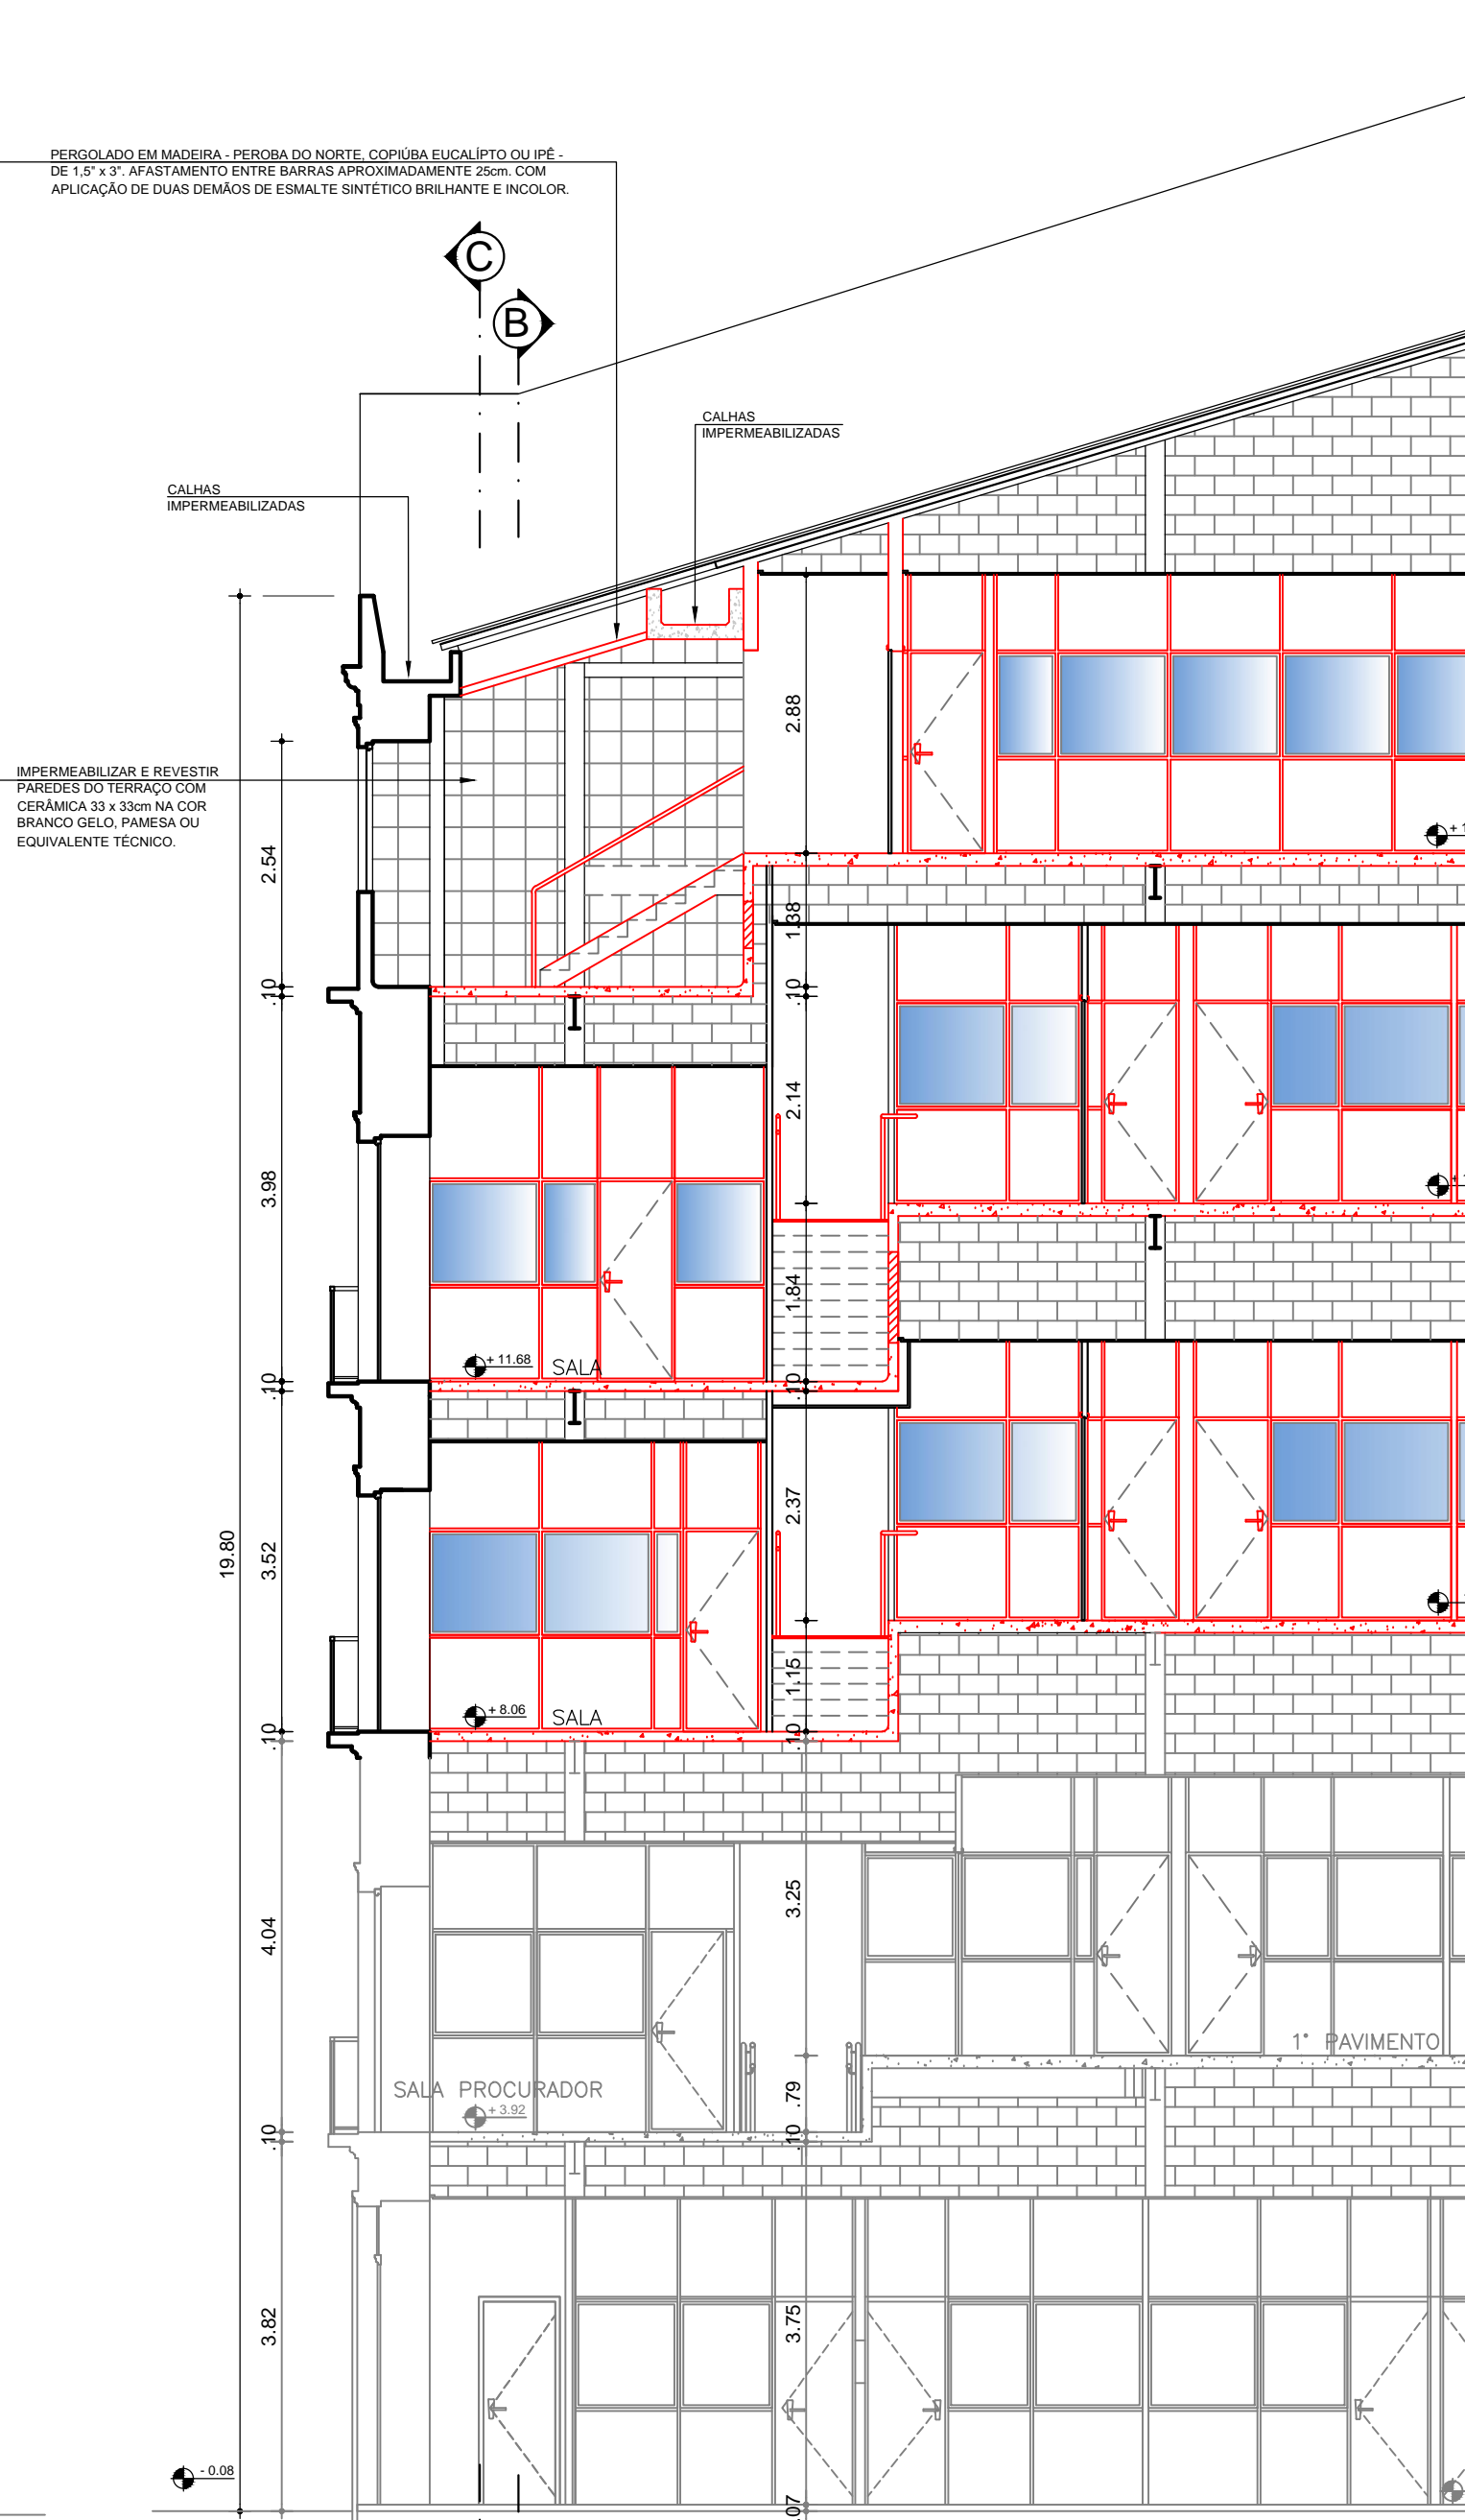 PERGOLADO EM MADEIRA - PEROBA DO NORTE, COPIÚBA EUCALÍPTO OU IPÊ -
DE 1,5" x 3". AFASTAMENTO ENTRE BARRAS APROXIMADAMENTE 25cm. COM
APLICAÇÃO DE DUAS DEMÃOS DE ESMALTE SINTÉTICO BRILHANTE E INCOLOR.
C
B
CALHAS
IMPERMEABILIZADAS
CALHAS
IMPERMEABILIZADAS
IMPERMEABILIZAR E REVESTIR
PAREDES DO TERRAÇO COM
CERÂMICA 33 x 33cm NA COR
BRANCO GELO, PAMESA OU
EQUIVALENTE TÉCNICO.
2.88
+ 1
2.54
1.38
.10
.10
2.14
3.98
1.84
+ 11.68
SALA
.10
.10
2.37
19.80
3.52
1.15
+ 8.06
SALA
.10
.10
3.25
4.04
1° PAVIMENTO
SALA PROCURADOR
.79
+ 3.92
.10
.10
3.82
3.75
- 0.08
.07